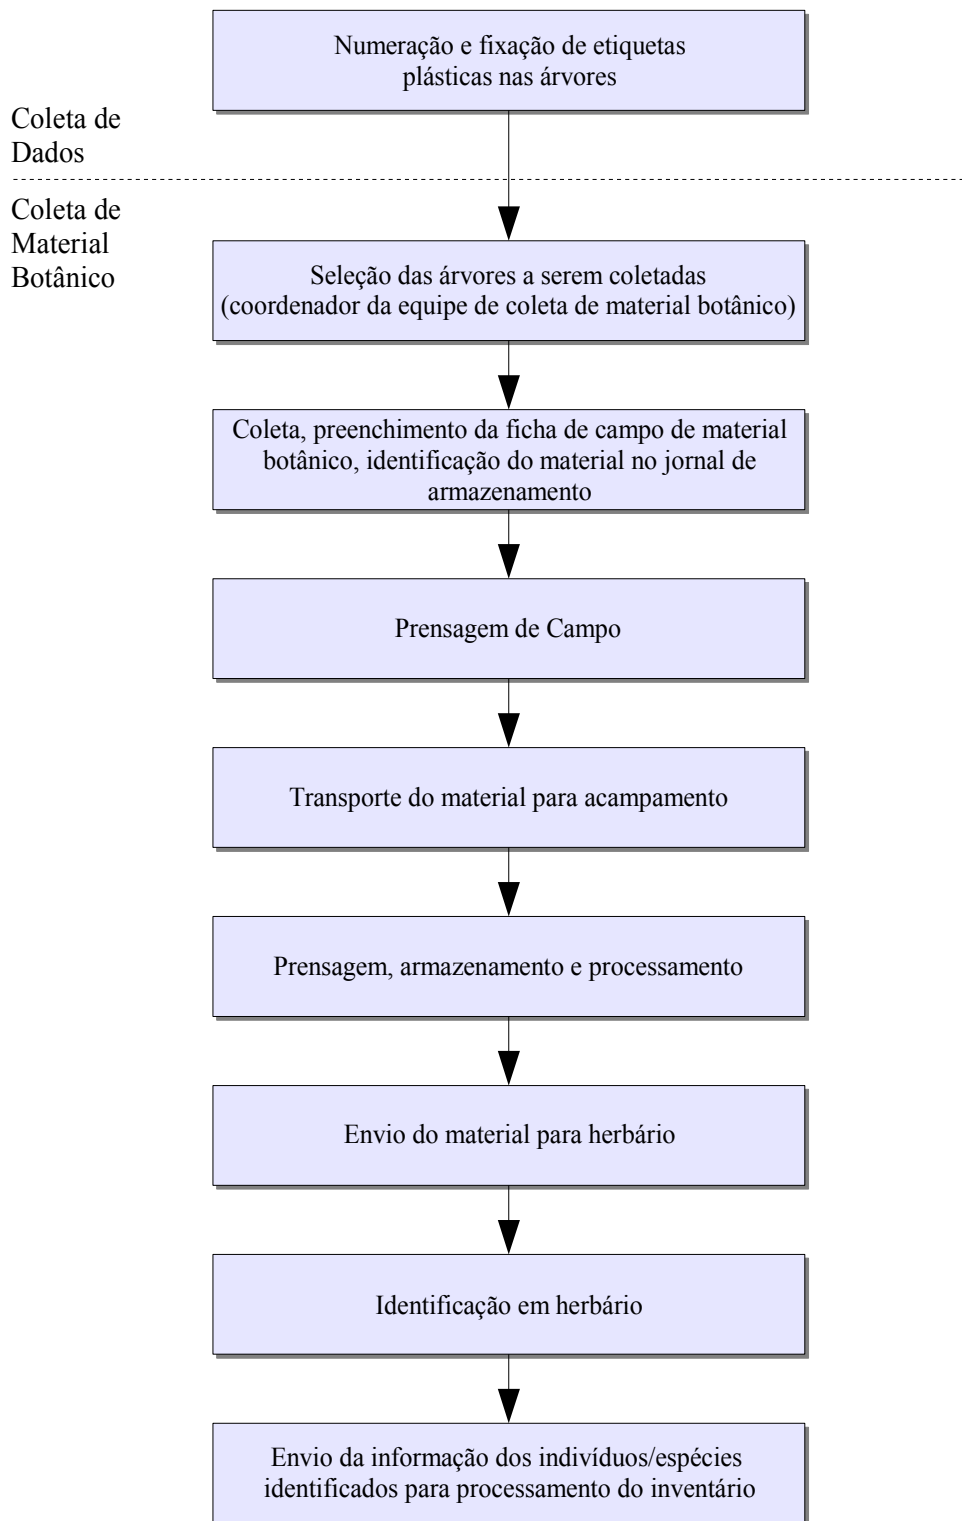 Numeração e fixação de etiquetas
plásticas nas árvores
Coleta de
Dados
Coleta de
Material
Botânico
Seleção das árvores a serem coletadas
(coordenador da equipe de coleta de material botânico)
Coleta, preenchimento da ficha de campo de material
botânico, identificação do material no jornal de
armazenamento
Prensagem de Campo
Transporte do material para acampamento
Prensagem, armazenamento e processamento
Envio do material para herbário
Identificação em herbário
Envio da informação dos indivíduos/espécies
identificados para processamento do inventário